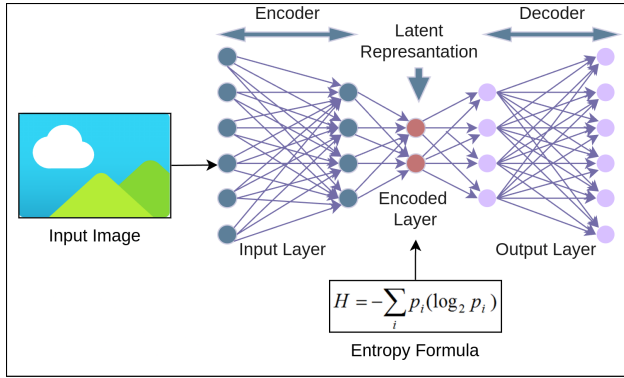 Encoder
Decoder
Latent
Represantation
Input Image
Input Layer
Encoded
Layer
Output Layer
H = −∑ᵢ pᵢ(log₂ pᵢ)
Entropy Formula